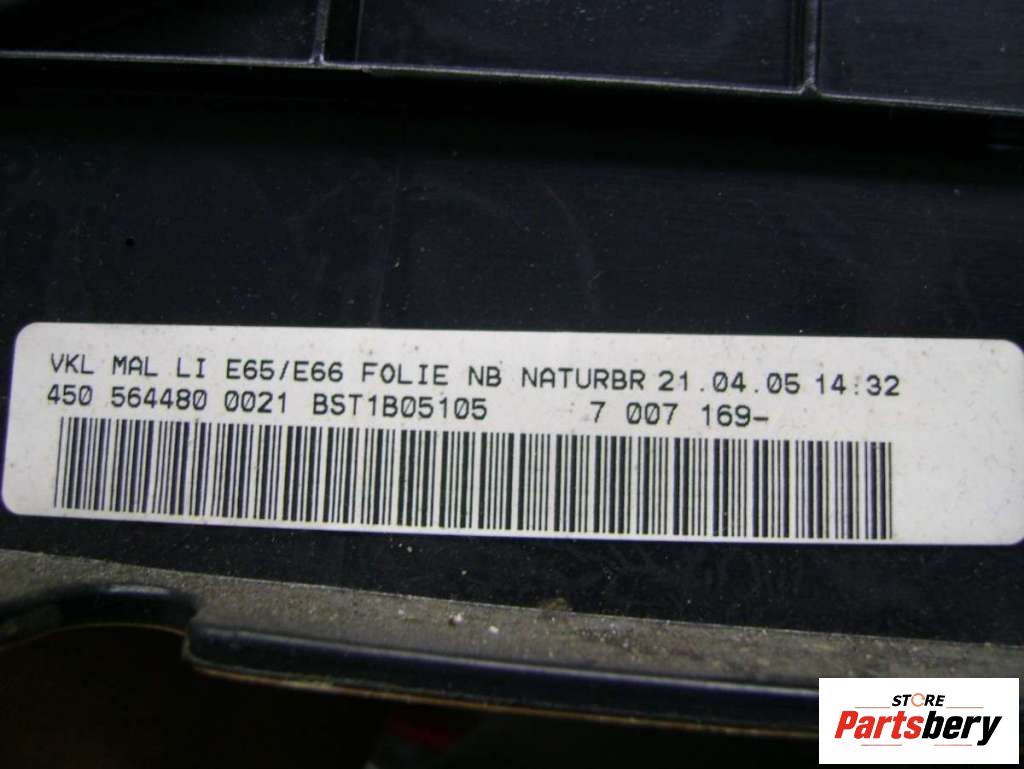 VKL MAL LI E65/E66 FOLIE NB NATURBR 21.04.05 14:32
450 564480 0021 BST1B05105 7 007 169-
STORE
Partsbery